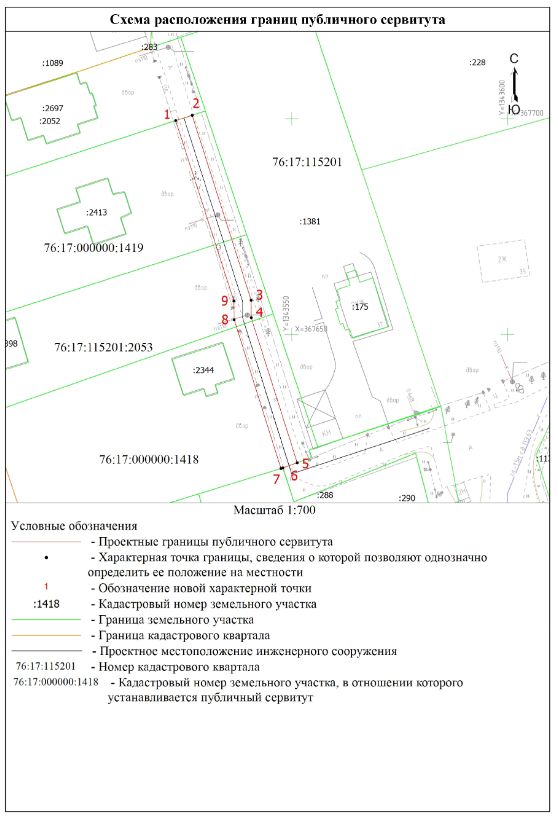 Схема расположения границ публичного сервитута
:283
:1089
:228
С
Ю
Y=1343600
X=367700
:2697
:2052
1
2
76:17:115201
:2413
:1381
76:17:000000:1419
9
3
8
4
Y=1343550
X=367650
:175
76:17:115201:2053
:2344
76:17:000000:1418
5
7
6
:288
:290
Масштаб 1:700
Условные обозначения
- Проектные границы публичного сервитута
- Характерная точка границы, сведения о которой позволяют однозначно
определить ее положение на местности
1 - Обозначение новой характерной точки
:1418 - Кадастровый номер земельного участка
- Граница земельного участка
- Граница кадастрового квартала
- Проектное местоположение инженерного сооружения
76:17:115201 - Номер кадастрового квартала
76:17:000000:1418 - Кадастровый номер земельного участка, в отношении которого
устанавливается публичный сервитут